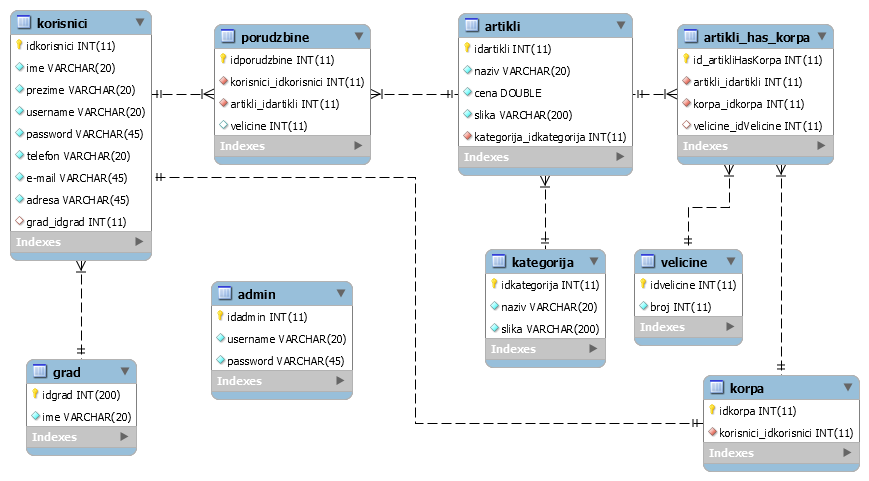 korisnici
idkorisnici INT(11)
ime VARCHAR(20)
prezime VARCHAR(20)
username VARCHAR(20)
password VARCHAR(45)
telefon VARCHAR(20)
e-mail VARCHAR(45)
adresa VARCHAR(45)
grad_idgrad INT(11)
Indexes
porudzbine
idporudzbine INT(11)
korisnici_idkorisnici INT(11)
artikli_idartikli INT(11)
velicine INT(11)
Indexes
artikli
idartikli INT(11)
naziv VARCHAR(20)
cena DOUBLE
slika VARCHAR(200)
kategorija_idkategorija INT(11)
Indexes
artikli_has_korpa
id_artikliHasKorpa INT(11)
artikli_idartikli INT(11)
korpa_idkorpa INT(11)
velicine_idVelicine INT(11)
Indexes
kategorija
idkategorija INT(11)
naziv VARCHAR(20)
slika VARCHAR(200)
Indexes
velicine
idvelicine INT(11)
broj INT(11)
Indexes
admin
idadmin INT(11)
username VARCHAR(20)
password VARCHAR(45)
Indexes
grad
idgrad INT(200)
ime VARCHAR(20)
Indexes
korpa
idkorpa INT(11)
korisnici_idkorisnici INT(11)
Indexes